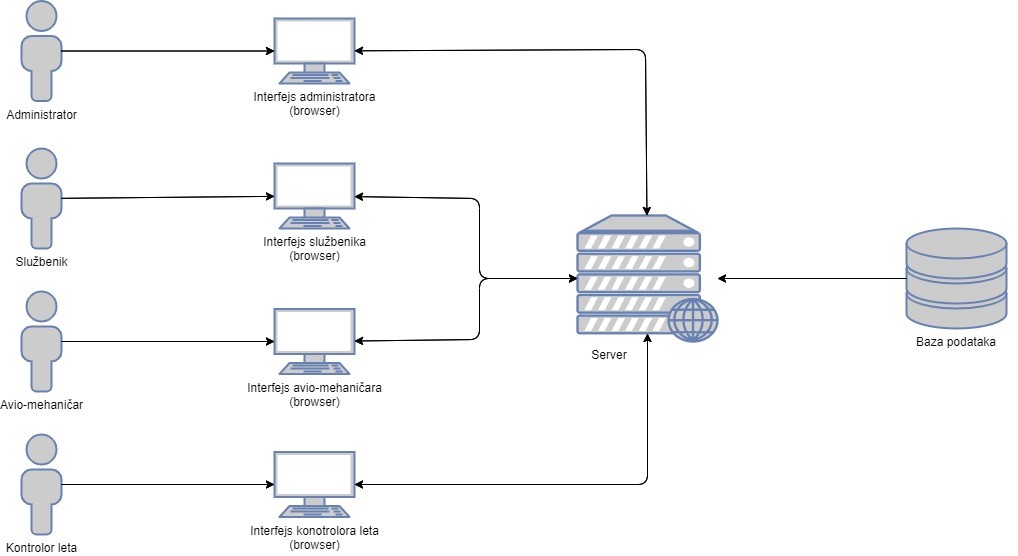 Administrator
Interfejs administratora
(browser)
Službenik
Interfejs službenika
(browser)
Server
Baza podataka
Avio-mehaničar
Interfejs avio-mehaničara
(browser)
Kontrolor leta
Interfejs konotrolora leta
(browser)